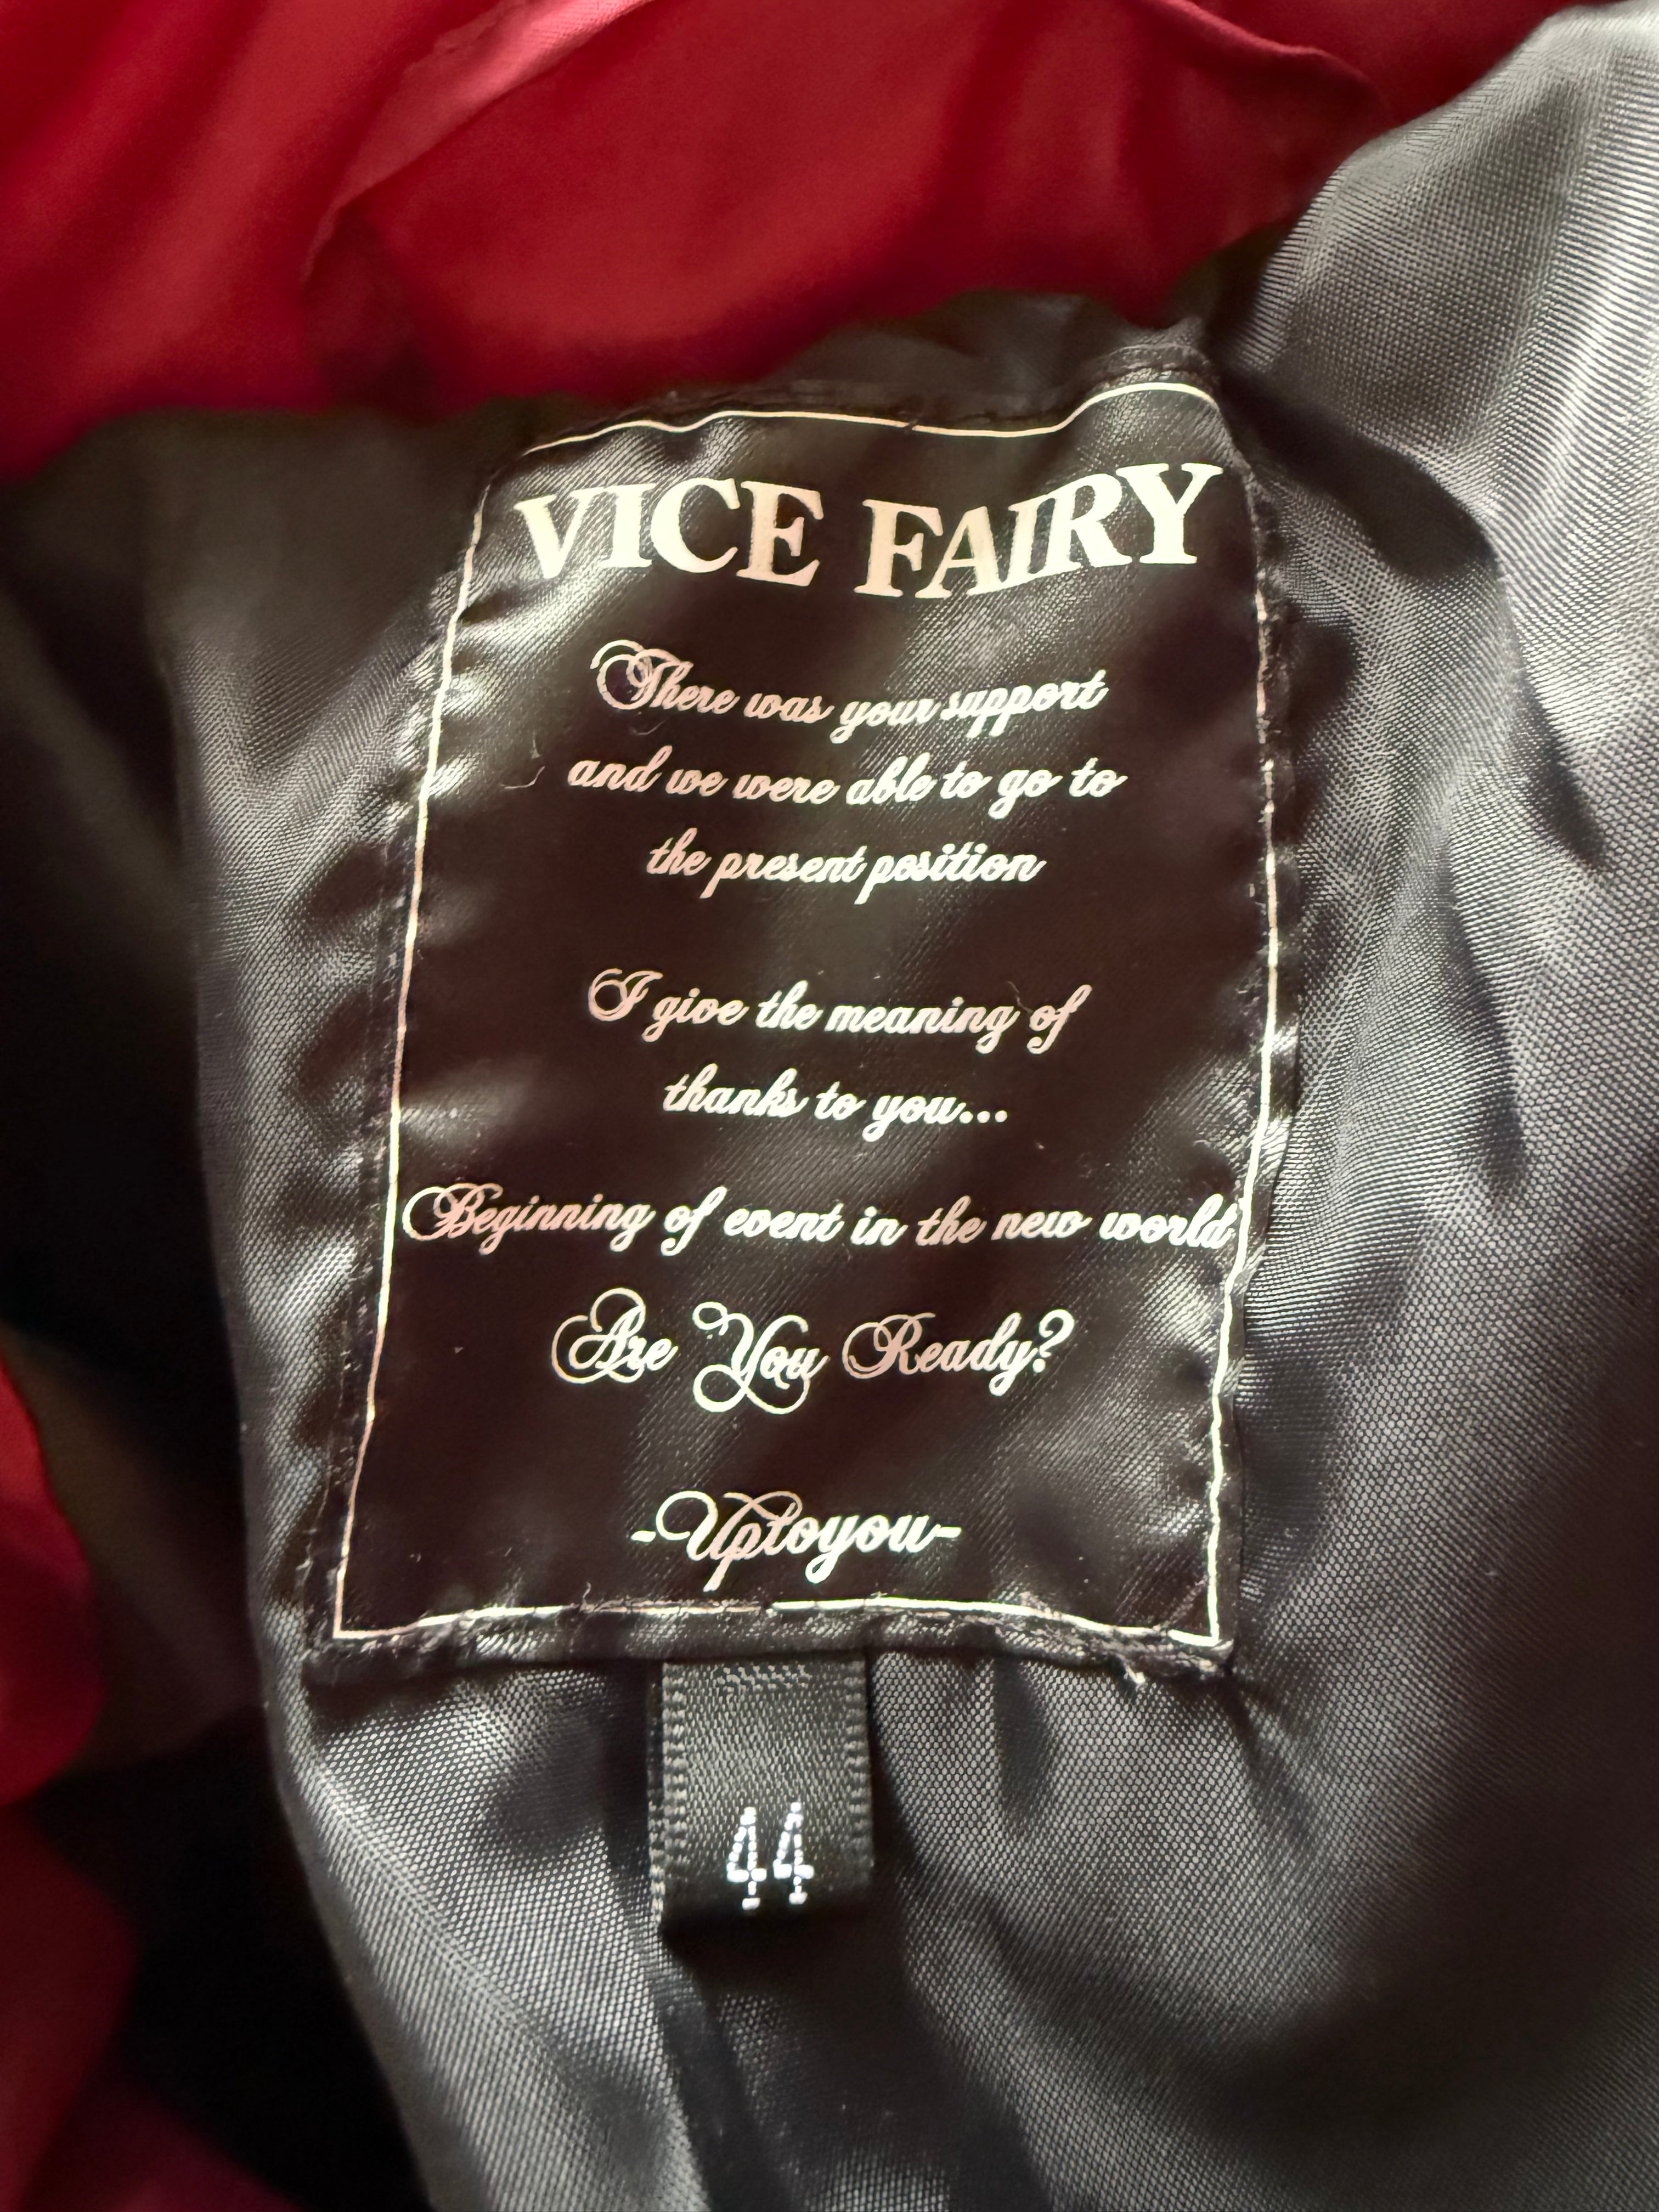 VICE FAIRY
There was your support
and we were able to go to
the present position
I give the meaning of
thanks to you...
Beginning of event in the new world
Are You Ready?
-Uptoyou-
44